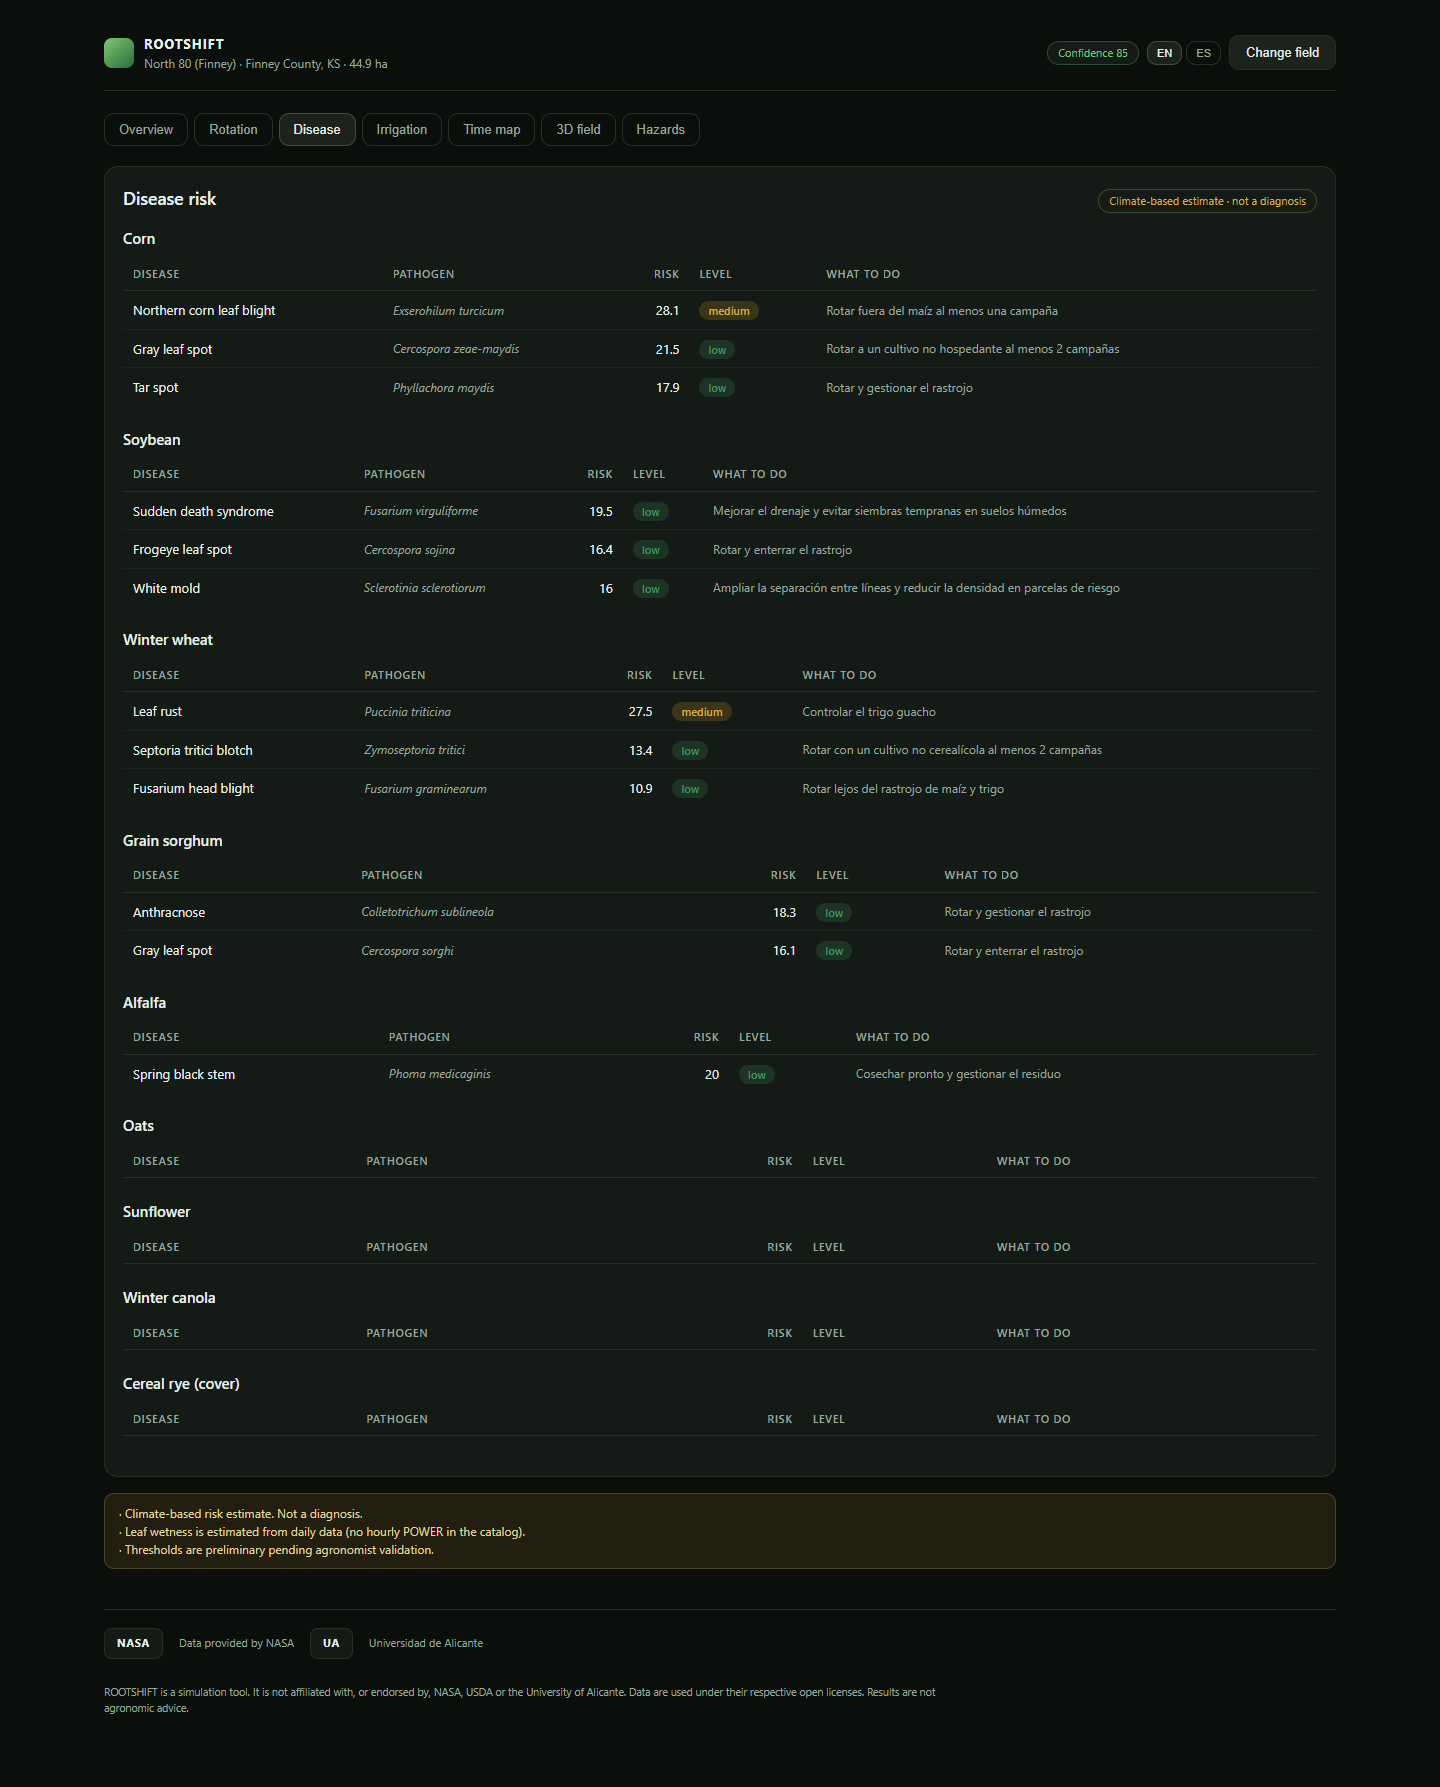 ROOTSHIFT
North 80 (Finney) · Finney County, KS · 44.9 ha
Confidence 85 EN ES Change field
Overview Rotation Disease Irrigation Time map 3D field Hazards
Disease risk
Climate-based estimate · not a diagnosis
Corn
DISEASE PATHOGEN RISK LEVEL WHAT TO DO
Northern corn leaf blight Exserohilum turcicum 28.1 medium Rotar fuera del maíz al menos una campaña
Gray leaf spot Cercospora zeae-maydis 21.5 low Rotar a un cultivo no hospedante al menos 2 campañas
Tar spot Phyllachora maydis 17.9 low Rotar y gestionar el rastrojo
Soybean
DISEASE PATHOGEN RISK LEVEL WHAT TO DO
Sudden death syndrome Fusarium virguliforme 19.5 low Mejorar el drenaje y evitar siembras tempranas en suelos húmedos
Frogeye leaf spot Cercospora sojina 16.4 low Rotar y enterrar el rastrojo
White mold Sclerotinia sclerotiorum 16 low Ampliar la separación entre líneas y reducir la densidad en parcelas de riesgo
Winter wheat
DISEASE PATHOGEN RISK LEVEL WHAT TO DO
Leaf rust Puccinia triticina 27.5 medium Controlar el trigo guacho
Septoria tritici blotch Zymoseptoria tritici 13.4 low Rotar con un cultivo no cerealícola al menos 2 campañas
Fusarium head blight Fusarium graminearum 10.9 low Rotar lejos del rastrojo de maíz y trigo
Grain sorghum
DISEASE PATHOGEN RISK LEVEL WHAT TO DO
Anthracnose Colletotrichum sublineola 18.3 low Rotar y gestionar el rastrojo
Gray leaf spot Cercospora sorghi 16.1 low Rotar y enterrar el rastrojo
Alfalfa
DISEASE PATHOGEN RISK LEVEL WHAT TO DO
Spring black stem Phoma medicaginis 20 low Cosechar pronto y gestionar el residuo
Oats
DISEASE PATHOGEN RISK LEVEL WHAT TO DO
Sunflower
DISEASE PATHOGEN RISK LEVEL WHAT TO DO
Winter canola
DISEASE PATHOGEN RISK LEVEL WHAT TO DO
Cereal rye (cover)
DISEASE PATHOGEN RISK LEVEL WHAT TO DO
· Climate-based risk estimate. Not a diagnosis.
· Leaf wetness is estimated from daily data (no hourly POWER in the catalog).
· Thresholds are preliminary pending agronomist validation.
NASA Data provided by NASA UA Universidad de Alicante
ROOTSHIFT is a simulation tool. It is not affiliated with, or endorsed by, NASA, USDA or the University of Alicante. Data are used under their respective open licenses. Results are not
agronomic advice.